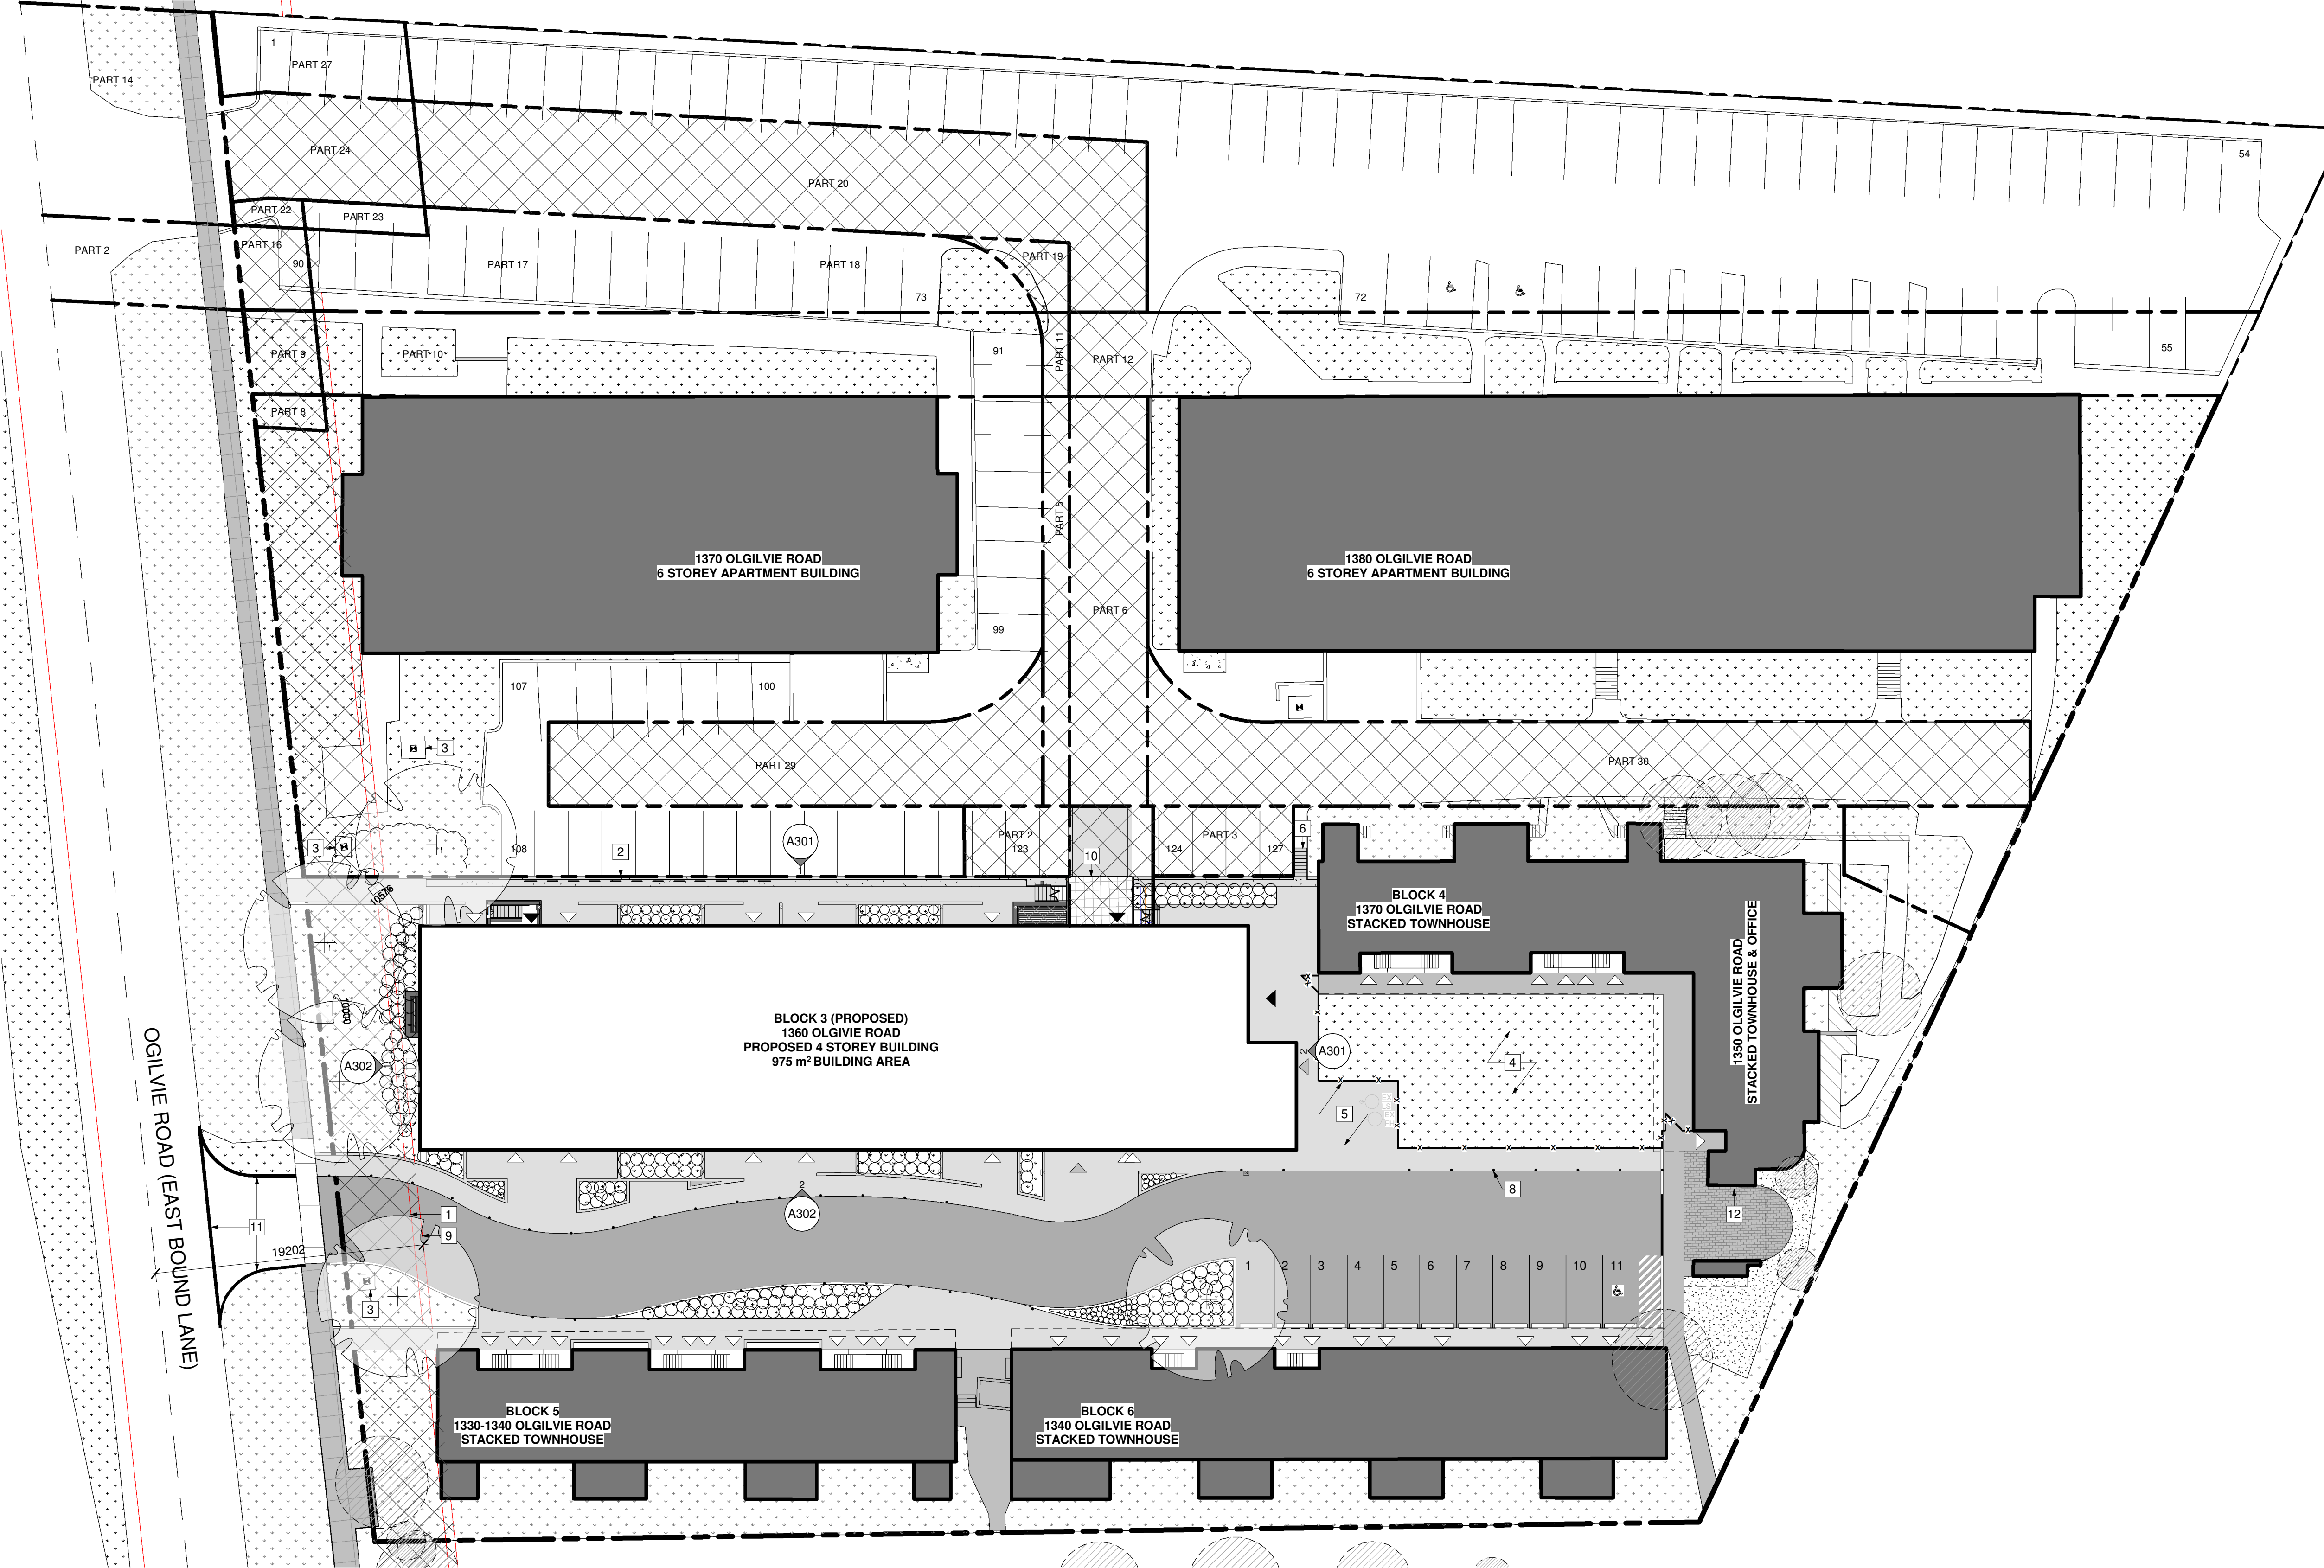 1
PART 27
PART 14
54
PART 24
PART 20
PART 22
PART 23
PART 16
PART 2
90
PART 17
PART 18
PART 19
73
72
55
PART 9
PART 10
91
PART 11
PART 12
PART 8
PART 5
1370 OLGILVIE ROAD
6 STOREY APARTMENT BUILDING
1380 OLGILVIE ROAD
6 STOREY APARTMENT BUILDING
PART 6
99
107
100
H
3
H
PART 29
PART 30
3
H
108
2
A301
PART 2
123
10
PART 3
124
127
6
10576
BLOCK 4
1370 OLGILVIE ROAD
STACKED TOWNHOUSE
1350 OLGILVIE ROAD
STACKED TOWNHOUSE & OFFICE
10000
A302
BLOCK 3 (PROPOSED)
1360 OLGIVIE ROAD
PROPOSED 4 STOREY BUILDING
975 m² BUILDING AREA
2
A301
4
5
OGILVIE ROAD (EAST BOUND LANE)
11
1
9
19202
2
A302
8
12
H
3
1
2
3
4
5
6
7
8
9
10
11
BLOCK 5
1330-1340 OLGILVIE ROAD
STACKED TOWNHOUSE
BLOCK 6
1340 OLGILVIE ROAD
STACKED TOWNHOUSE